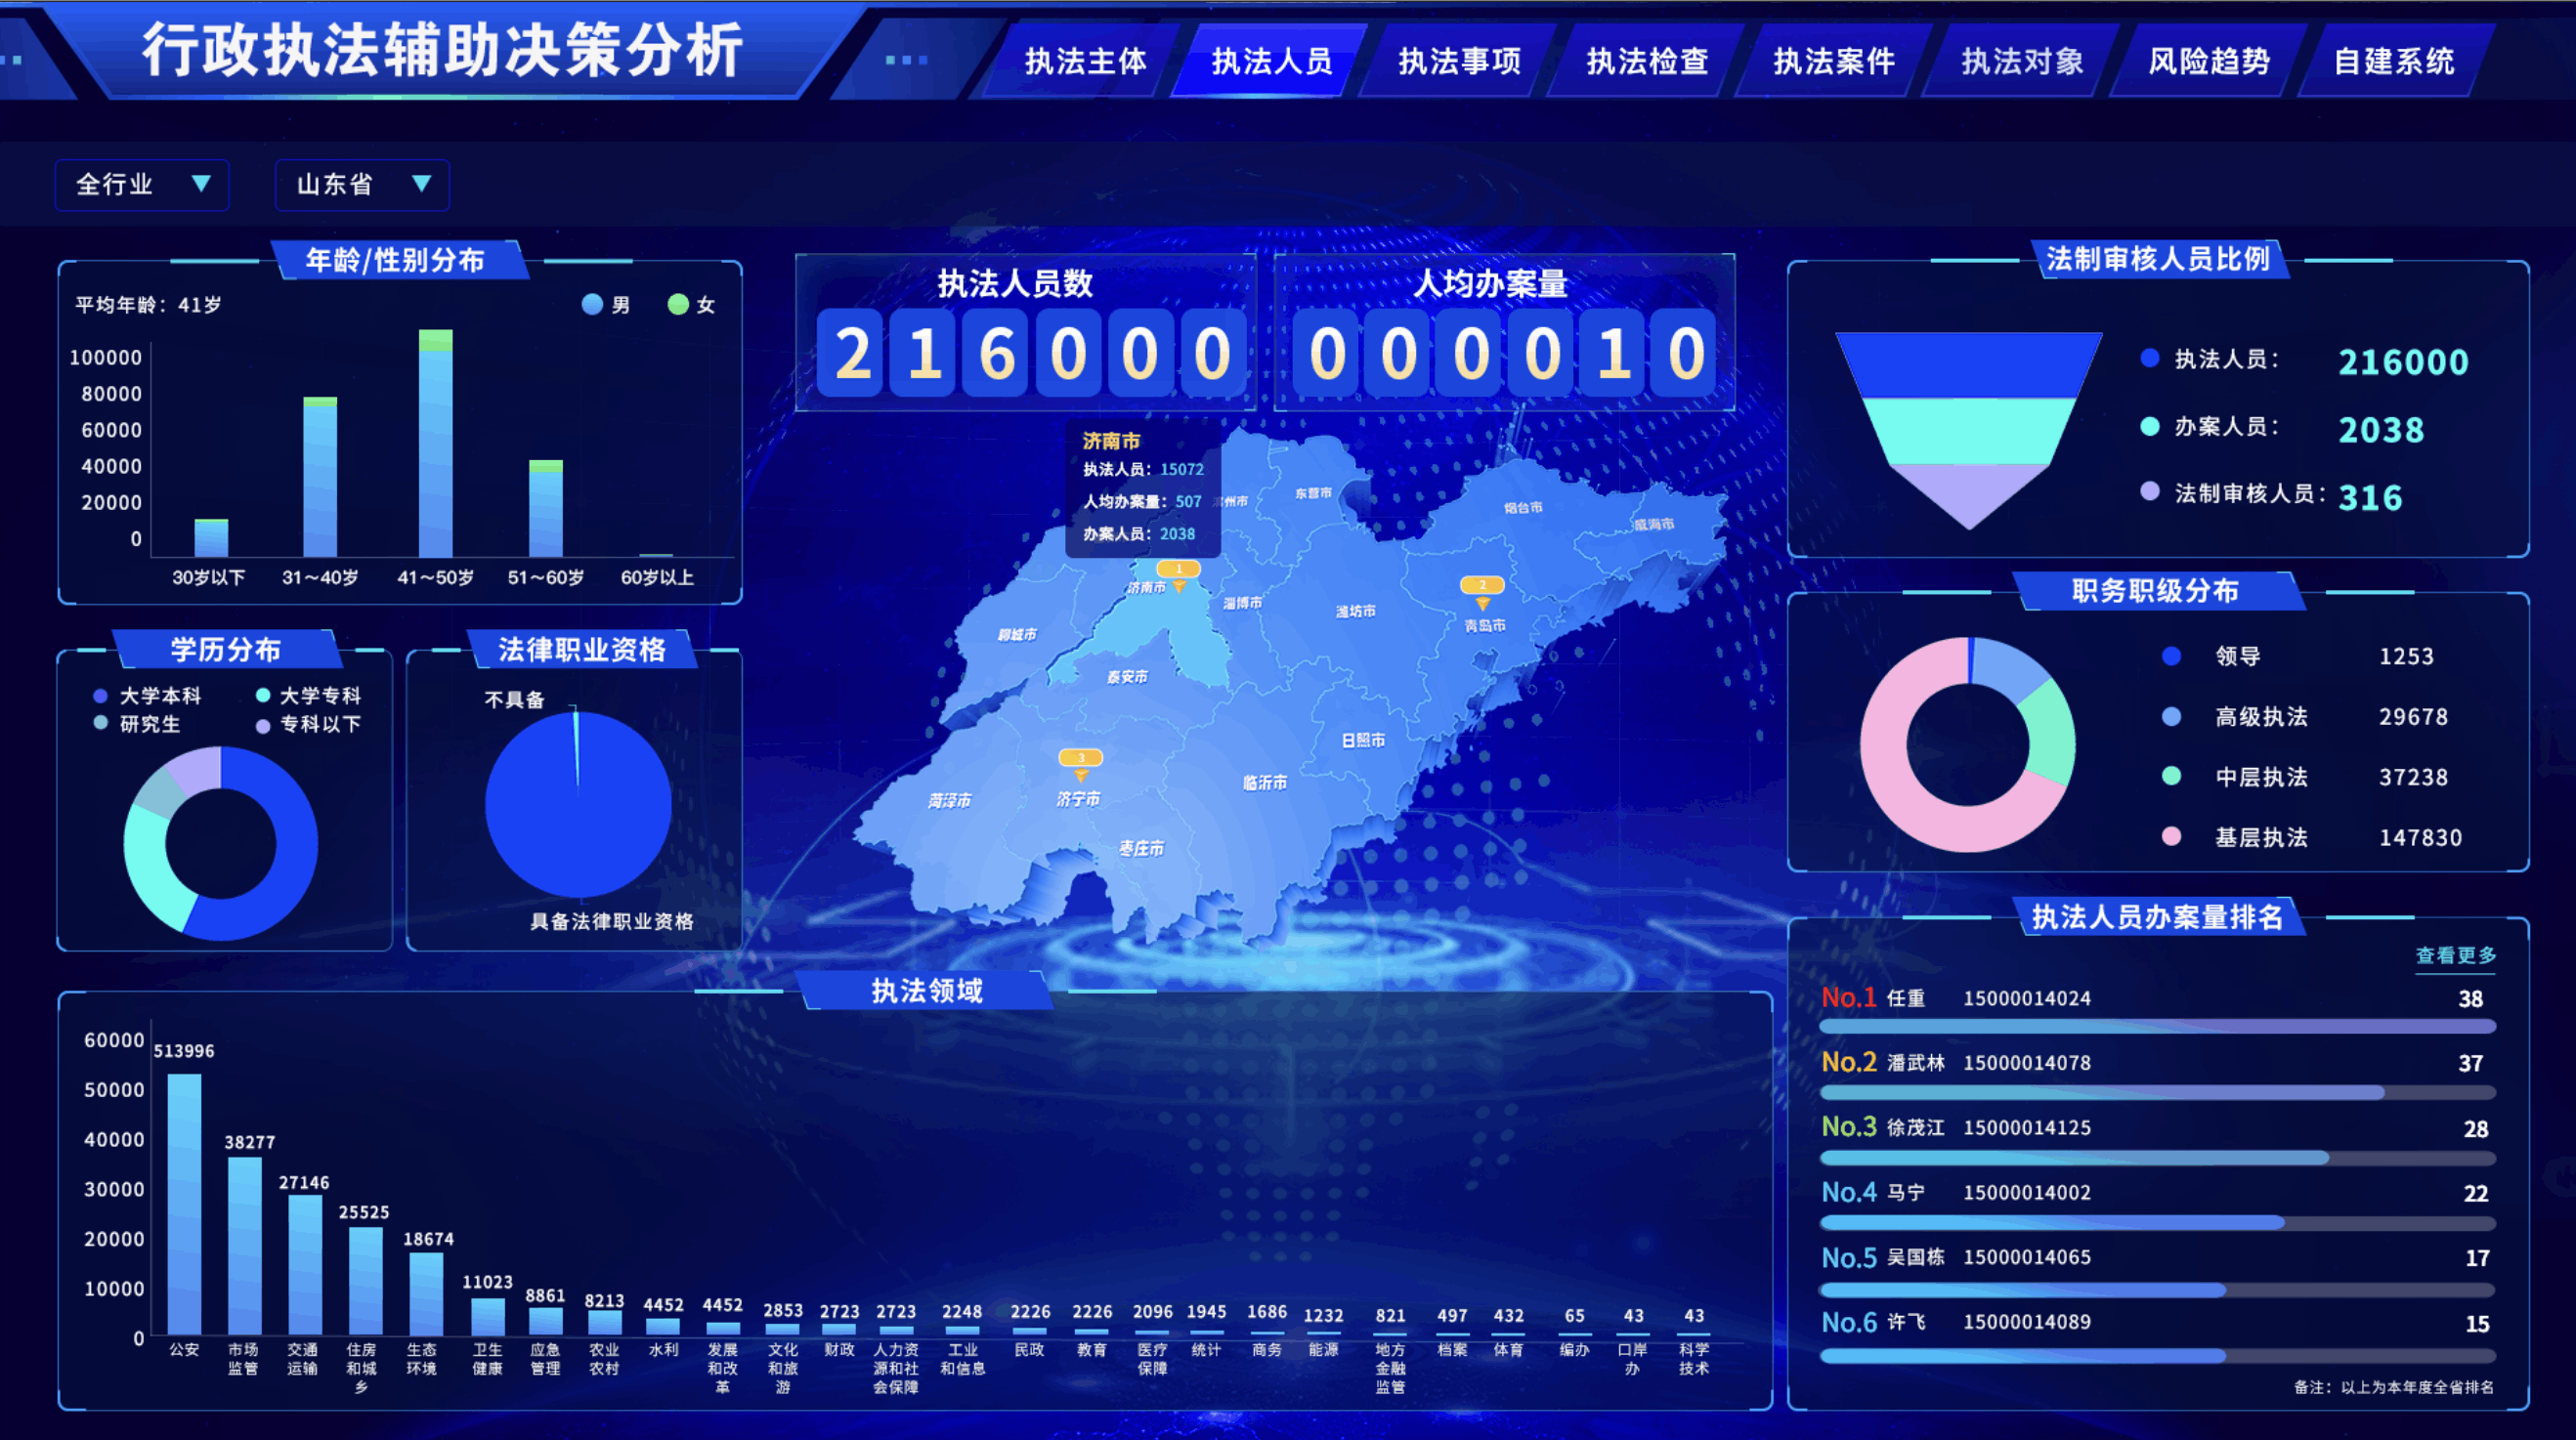 行政执法辅助决策分析
执法主体
执法人员
执法事项
执法检查
执法案件
执法对象
风险趋势
自建系统
全行业 ▼
山东省 ▼
年龄/性别分布
平均年龄：41岁
男
女
100000
80000
60000
40000
20000
0
30岁以下
31～40岁
41～50岁
51～60岁
60岁以上
学历分布
大学本科
大学专科
研究生
专科以下
法律职业资格
不具备
具备法律职业资格
执法人员数
216000
人均办案量
000010
济南市
执法人员：15072
人均办案量：507
办案人员：2038
州市
东营市
烟台市
威海市
1
济南市
淄博市
潍坊市
2
青岛市
聊城市
泰安市
日照市
3
济宁市
菏泽市
临沂市
枣庄市
法制审核人员比例
执法人员： 216000
办案人员： 2038
法制审核人员： 316
职务职级分布
领导 1253
高级执法 29678
中层执法 37238
基层执法 147830
执法人员办案量排名
查看更多
No.1 任重 15000014024 38
No.2 潘武林 15000014078 37
No.3 徐茂江 15000014125 28
No.4 马宁 15000014002 22
No.5 吴国栋 15000014065 17
No.6 许飞 15000014089 15
备注：以上为本年度全省排名
执法领域
60000
50000
40000
30000
20000
10000
0
513996
38277
27146
25525
18674
11023
8861
8213
4452
4452
2853
2723
2723
2248
2226
2226
2096
1945
1686
1232
821
497
432
65
43
43
公安
市场
监管
交通
运输
住房
和城
乡
生态
环境
卫生
健康
应急
管理
农业
农村
水利
发展
和改
革
文化
和旅
游
财政
人力资
源和社
会保障
工业
和信息
民政
教育
医疗
保障
统计
商务
能源
地方
金融
监管
档案
体育
编办
口岸
办
科学
技术